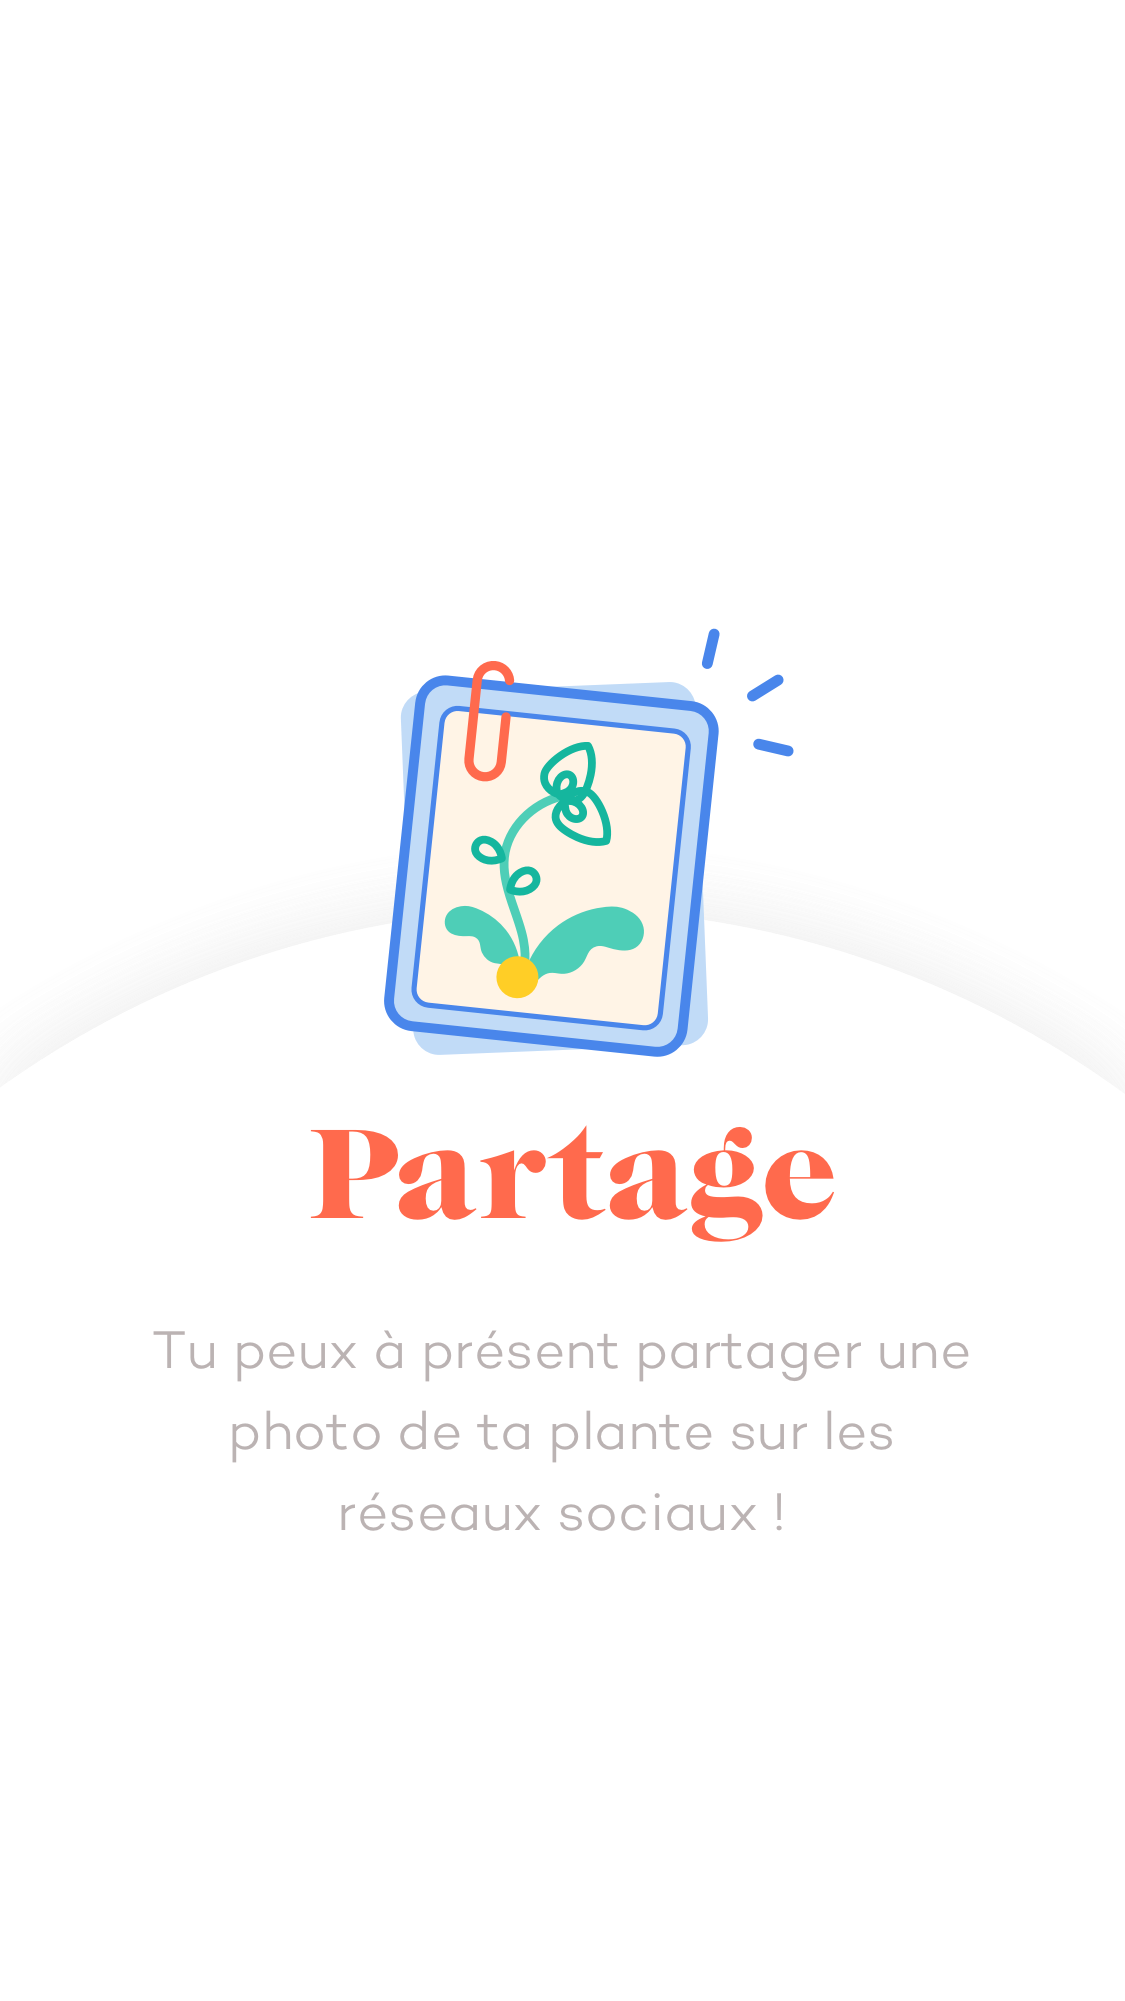 Partage
Tu peux à présent partager une
photo de ta plante sur les
réseaux sociaux !